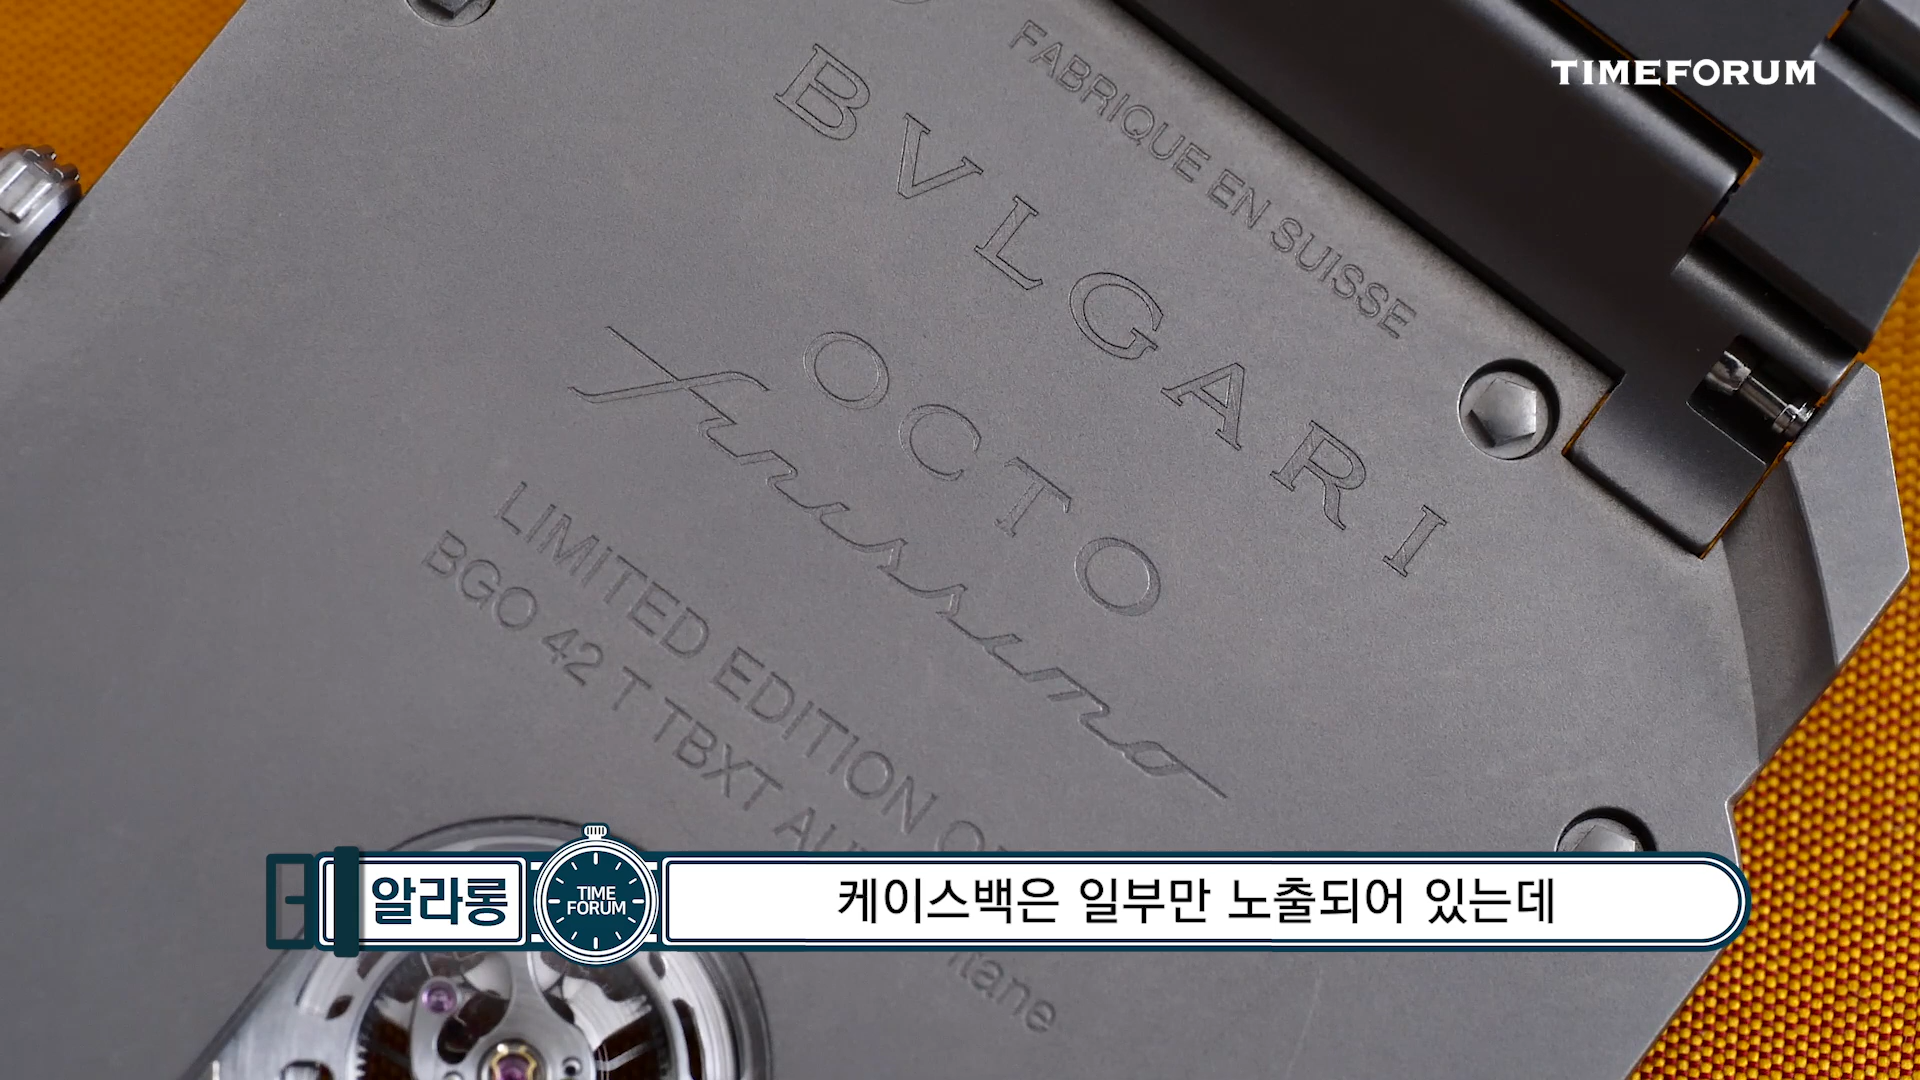 TIMEFORUM
FABRIQUE EN SUISSE
BVLGARI
OCTO
finissimo
LIMITED EDITION
BGO 42 T TBXT
알라롱
TIME
FORUM
케이스백은 일부만 노출되어 있는데